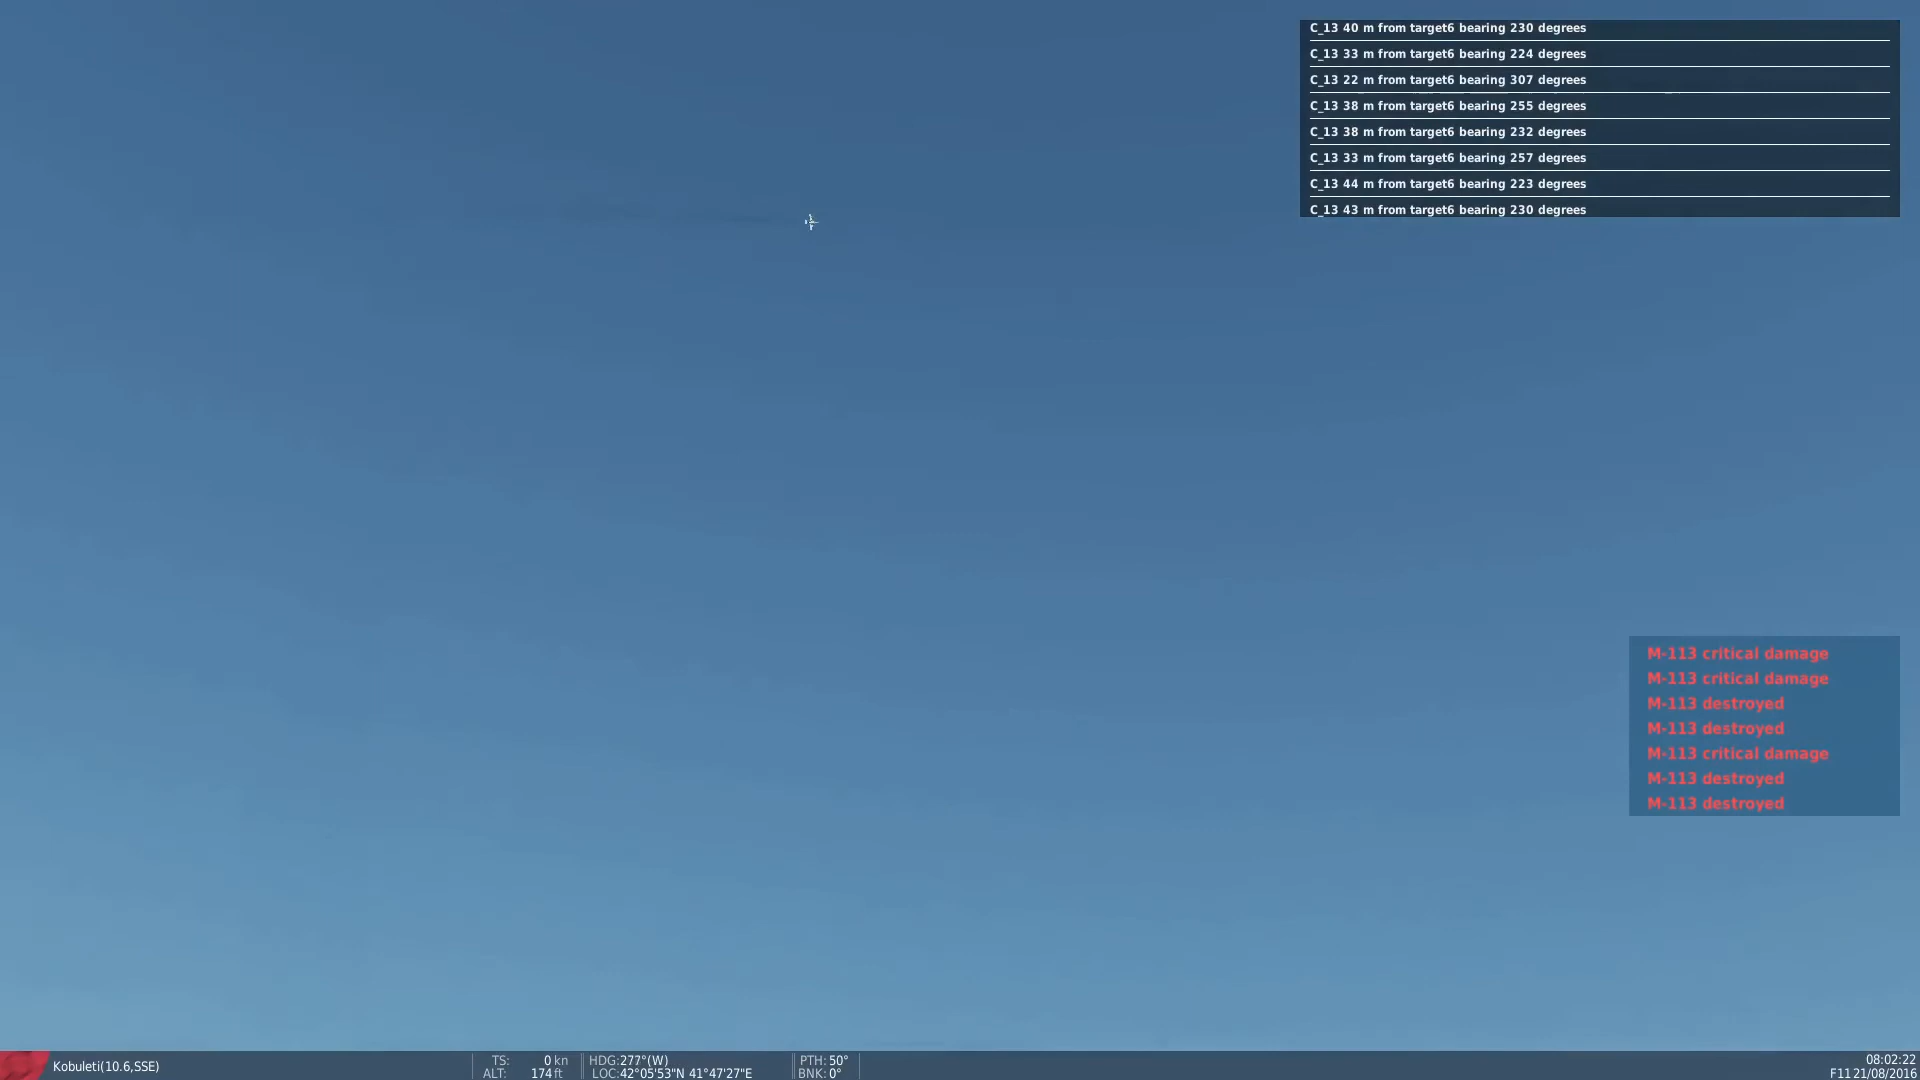 C_13 40 m from target6 bearing 230 degrees
C_13 33 m from target6 bearing 224 degrees
C_13 22 m from target6 bearing 307 degrees
C_13 38 m from target6 bearing 255 degrees
C_13 38 m from target6 bearing 232 degrees
C_13 33 m from target6 bearing 257 degrees
C_13 44 m from target6 bearing 223 degrees
C_13 43 m from target6 bearing 230 degrees
M-113 critical damage
M-113 critical damage
M-113 destroyed
M-113 destroyed
M-113 critical damage
M-113 destroyed
M-113 destroyed
Kobuleti(10.6,SSE)
TS: 0 kn HDG:277°(W) PTH: 50° 08:02:22
ALT: 174 ft LOC:42°05'53"N 41°47'27"E BNK: 0° F11 21/08/2016